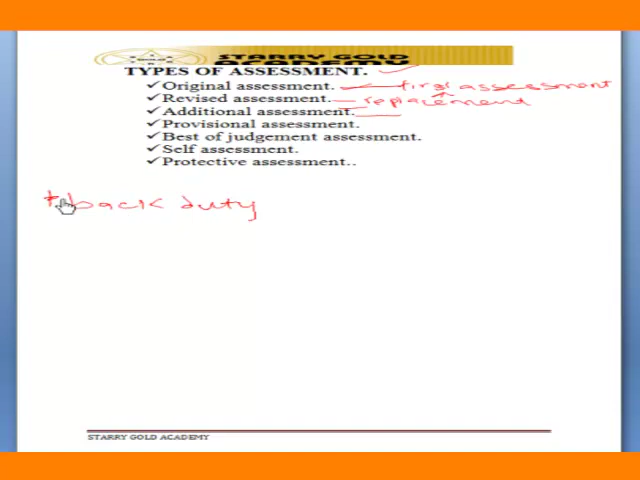 GOLD
STARRY GOLD
ACADEMY
TYPES OF ASSESSMENT.
✓ Original assessment. first assessment
✓ Revised assessment. replacement
✓ Additional assessment.
✓ Provisional assessment.
✓ Best of judgement assessment.
✓ Self assessment.
✓ Protective assessment..
* back duty
STARRY GOLD ACADEMY